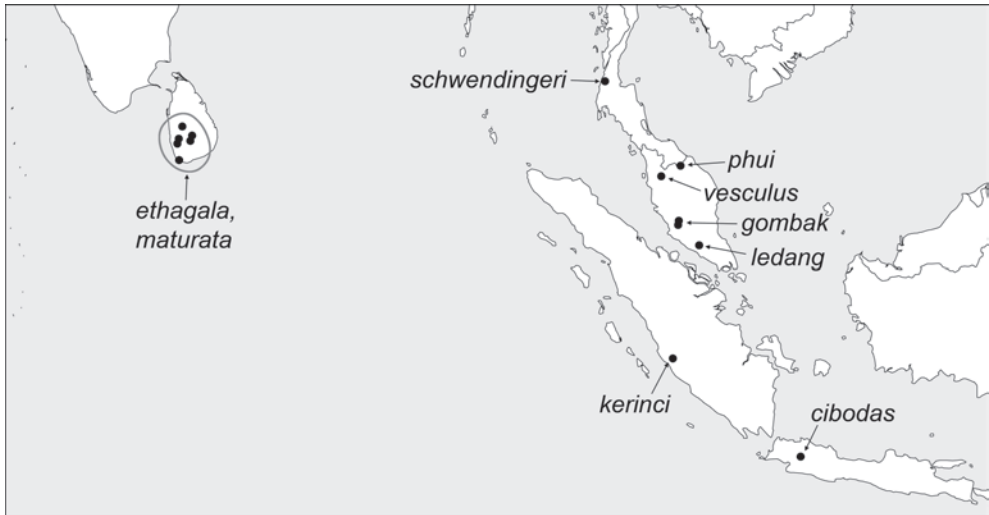 schwendingeri
phui
vesculus
ethagala,
maturata
gombak
ledang
kerinci
cibodas